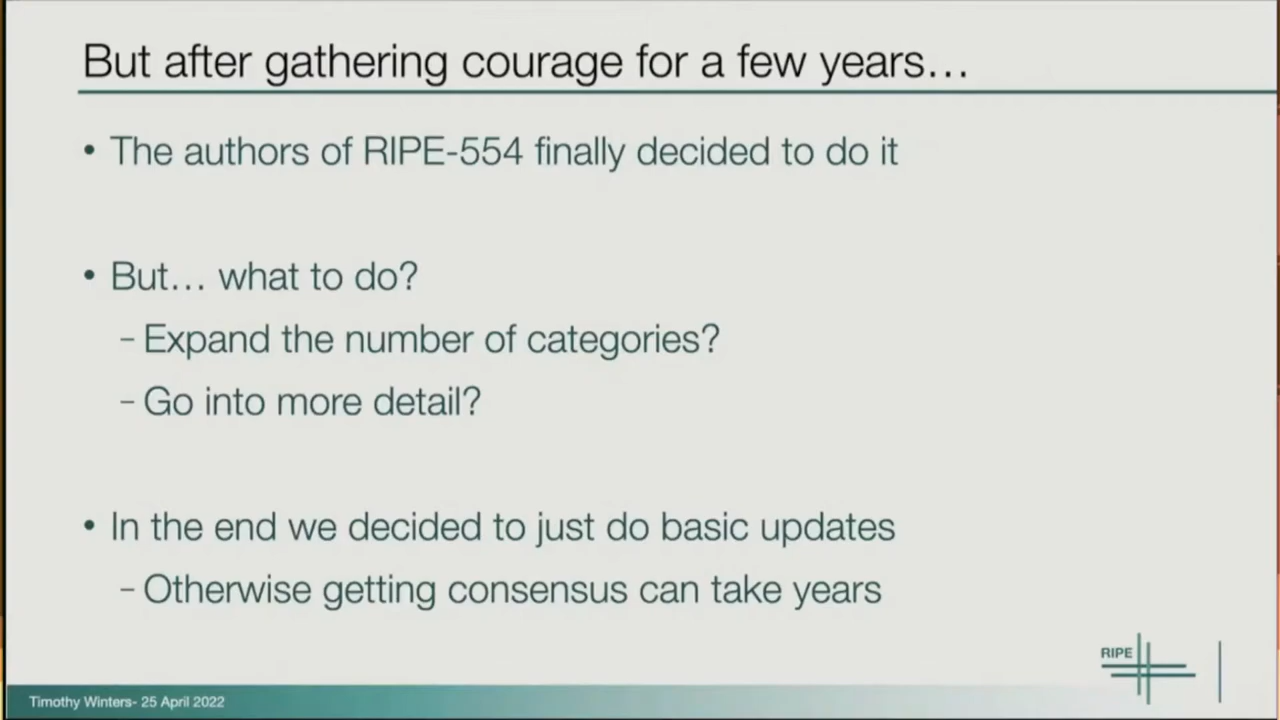 But after gathering courage for a few years…
• The authors of RIPE-554 finally decided to do it
• But… what to do?
– Expand the number of categories?
– Go into more detail?
• In the end we decided to just do basic updates
– Otherwise getting consensus can take years
RIPE
Timothy Winters- 25 April 2022